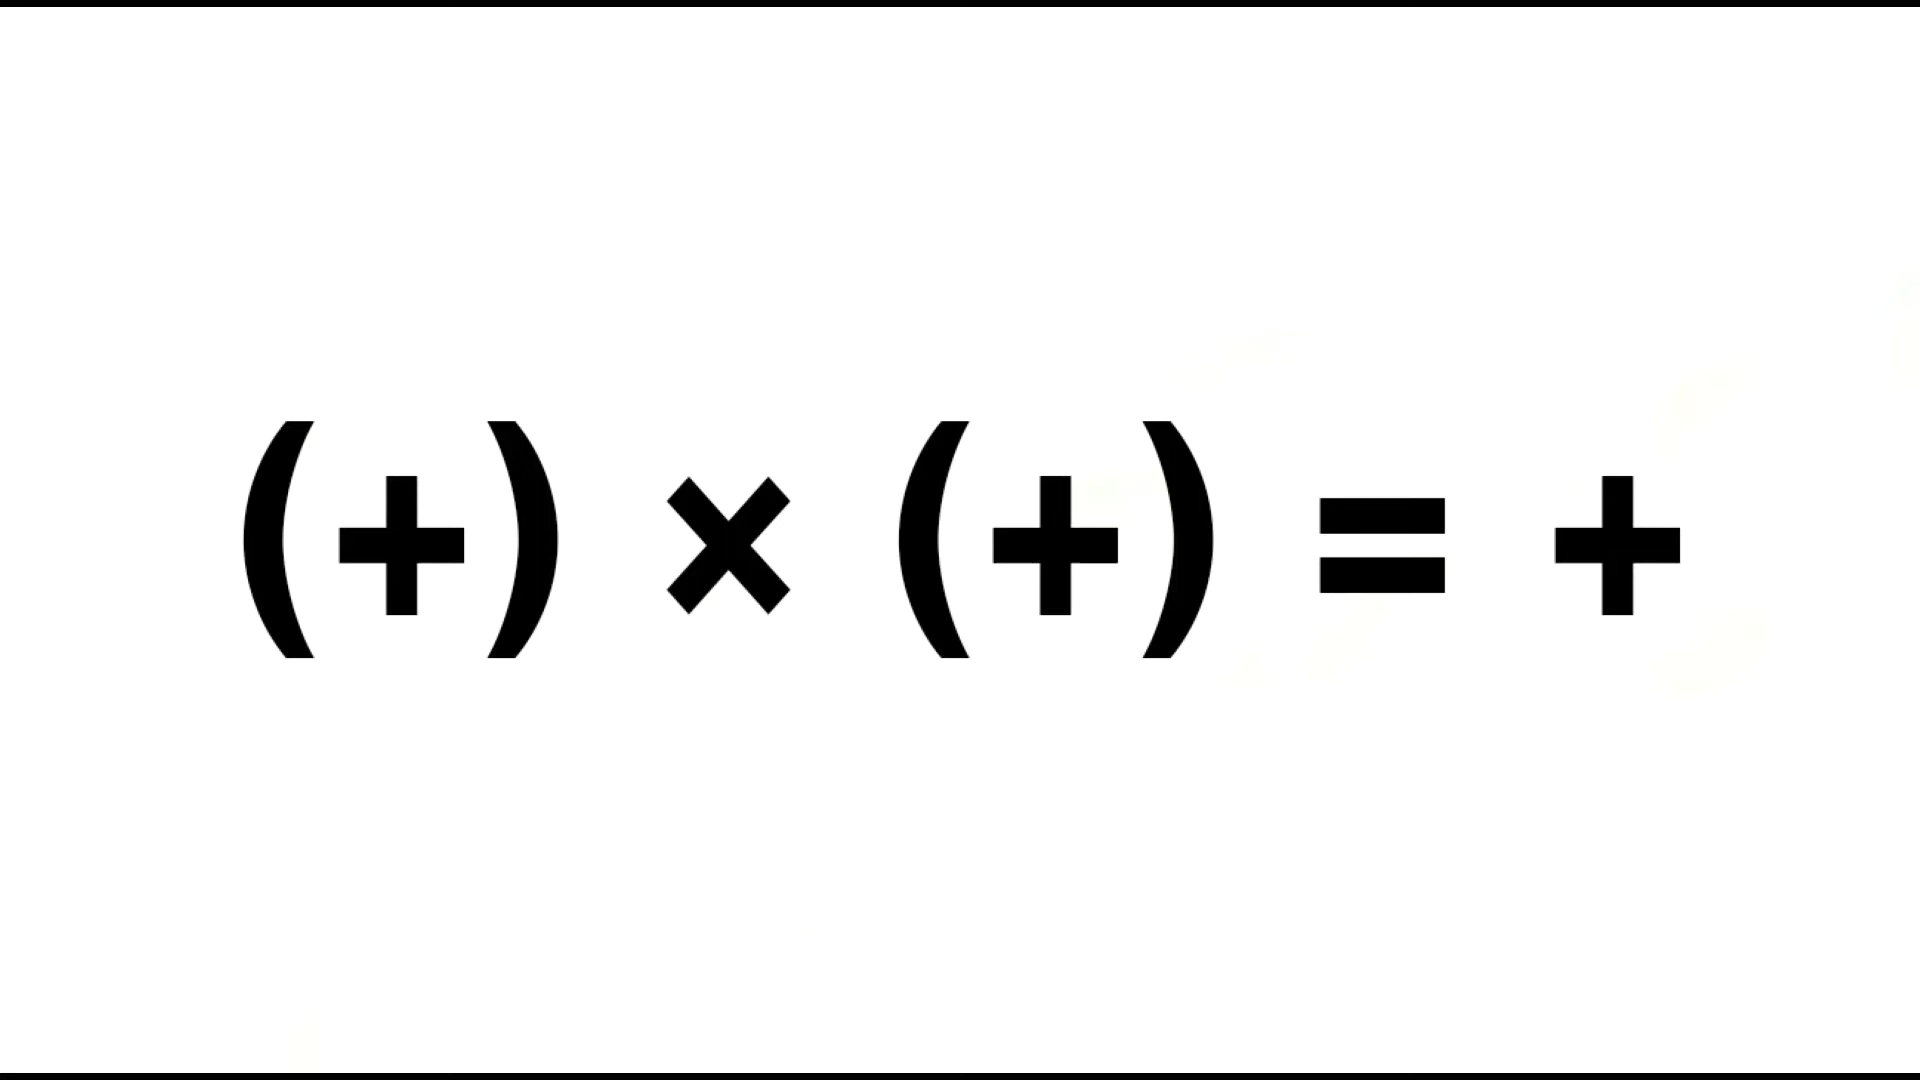 (+) × (+) = +